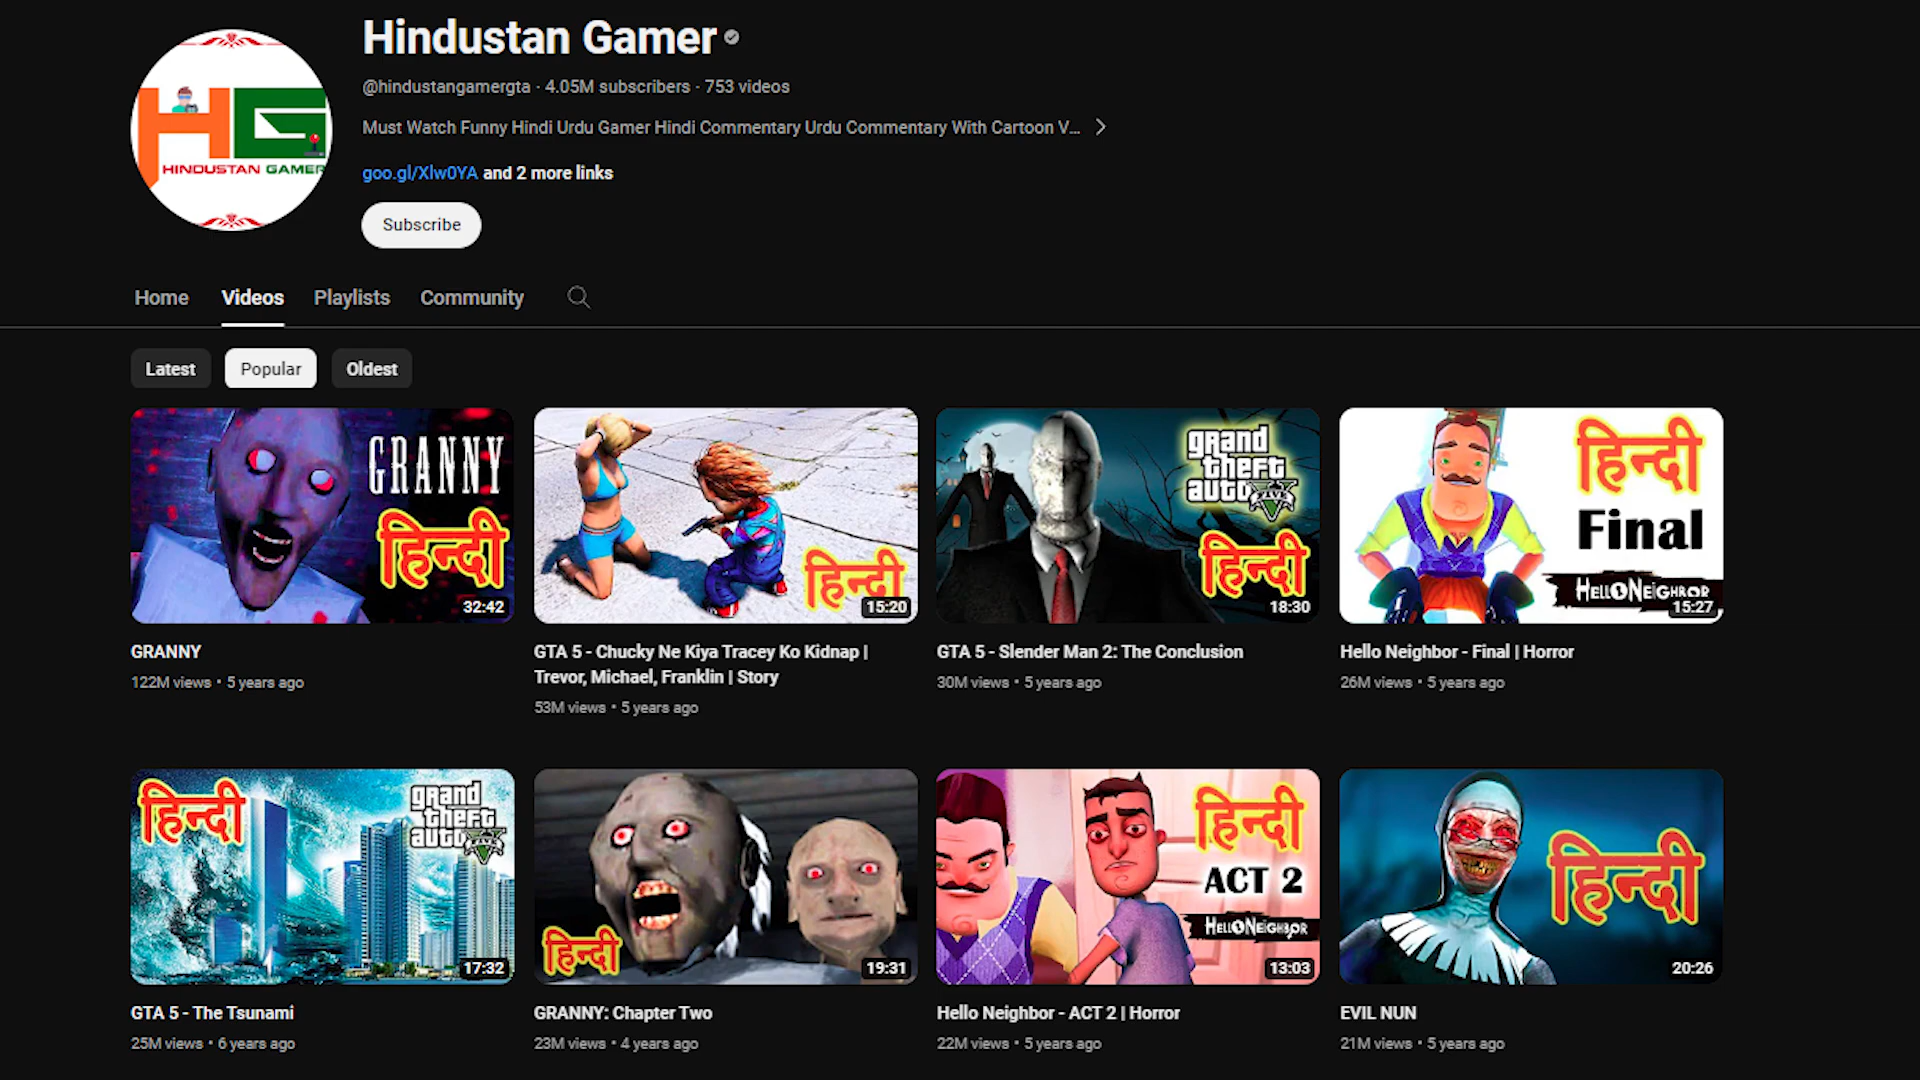 Hindustan Gamer
@hindustangamergta · 4.05M subscribers · 753 videos
Must Watch Funny Hindi Urdu Gamer Hindi Commentary Urdu Commentary With Cartoon V...
goo.gl/Xlw0YA and 2 more links
Subscribe
HG
HINDUSTAN GAMER
Home Videos Playlists Community
Latest Popular Oldest
GRANNY
हिन्दी
32:42
हिन्दी
15:20
grand
theft
auto
FIVE
हिन्दी
18:30
हिन्दी
Final
HELLO NEIGHBOR
15:27
GRANNY
122M views • 5 years ago
GTA 5 - Chucky Ne Kiya Tracey Ko Kidnap |
Trevor, Michael, Franklin | Story
53M views • 5 years ago
GTA 5 - Slender Man 2: The Conclusion
30M views • 5 years ago
Hello Neighbor - Final | Horror
26M views • 5 years ago
हिन्दी
grand
theft
auto
FIVE
17:32
हिन्दी
19:31
हिन्दी
ACT 2
HELLO NEIGHBOR
13:03
हिन्दी
20:26
GTA 5 - The Tsunami
25M views • 6 years ago
GRANNY: Chapter Two
23M views • 4 years ago
Hello Neighbor - ACT 2 | Horror
22M views • 5 years ago
EVIL NUN
21M views • 5 years ago